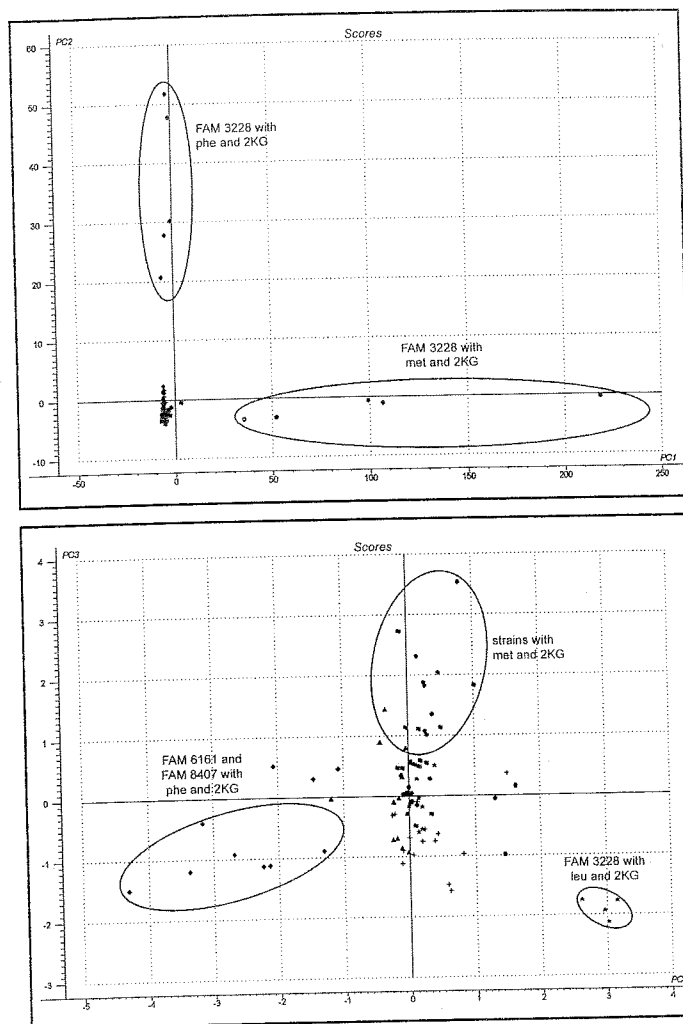 Scores
PC2
60
50
40
30
20
10
0
-10
FAM 3228 with
phe and 2KG
FAM 3228 with
met and 2KG
-50 0 50 100 150 200 250
PC1
Scores
PC3
4
3
2
1
0
-1
-2
-3
strains with
met and 2KG
FAM 6161 and
FAM 8407 with
phe and 2KG
FAM 3228 with
leu and 2KG
-5 -4 -3 -2 -1 0 1 2 3 4